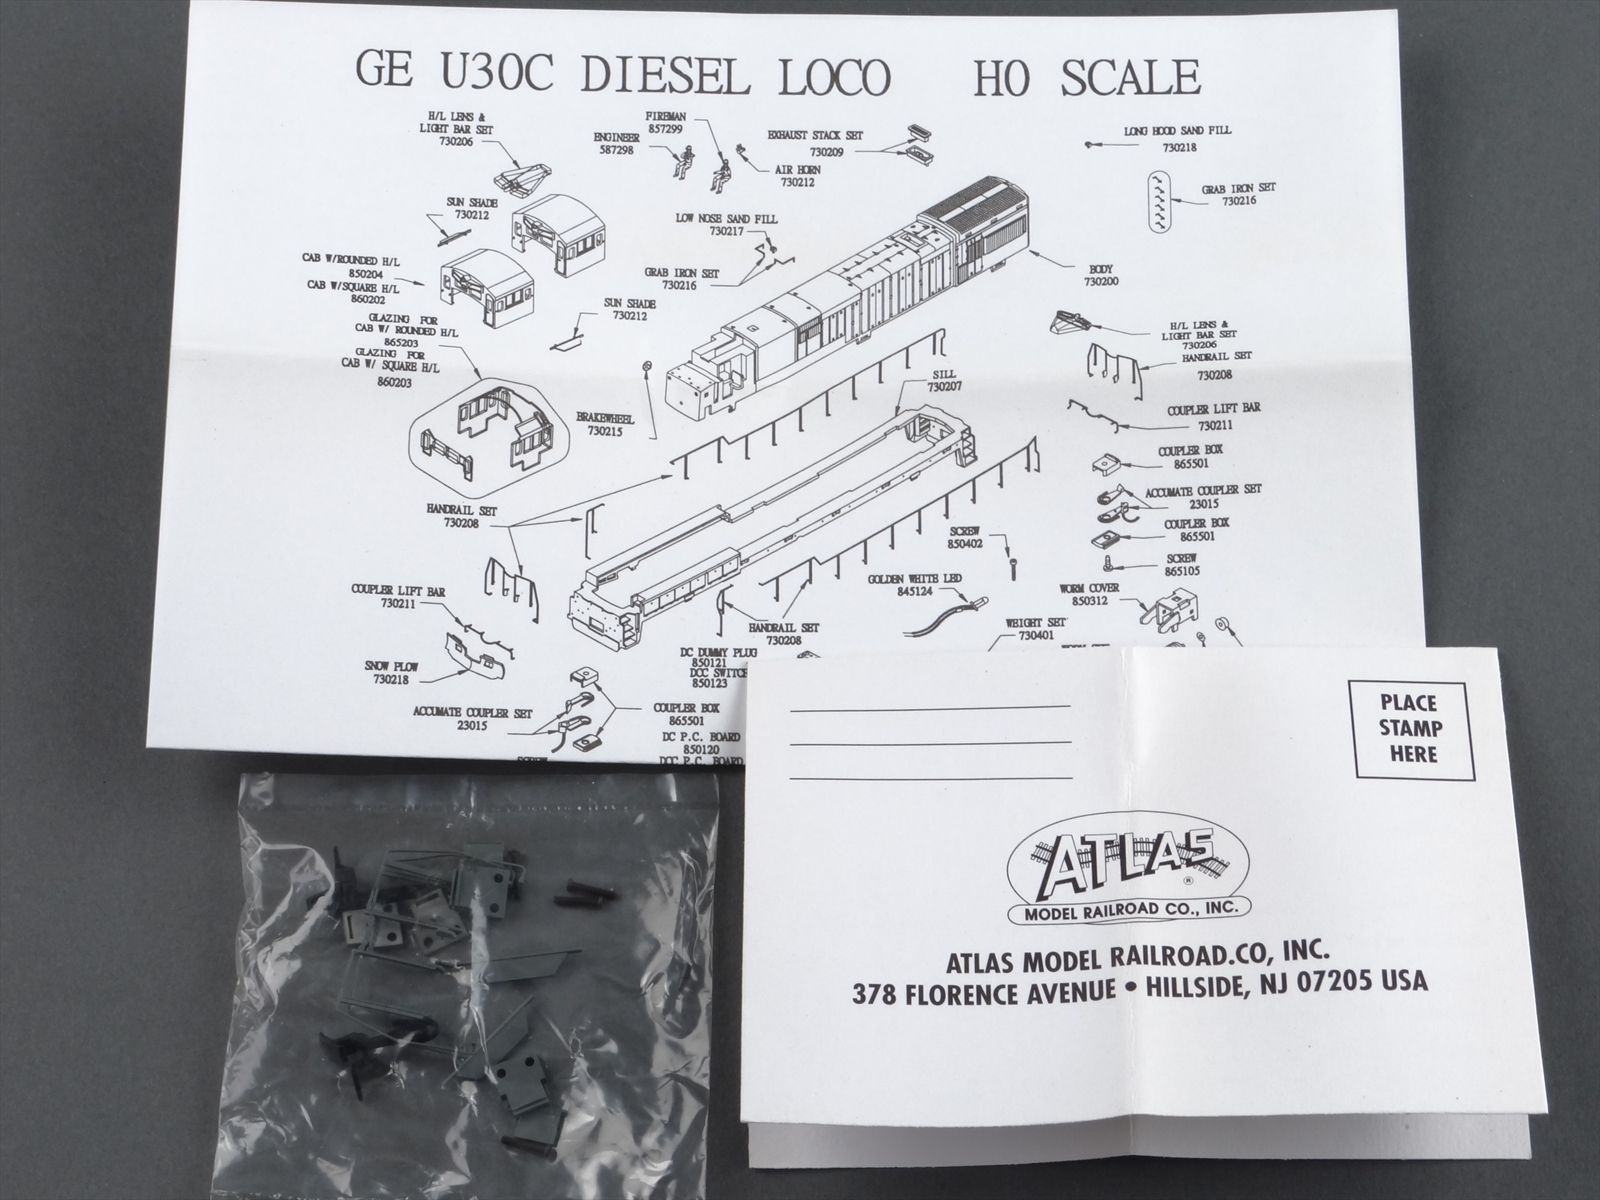 GE U30C DIESEL LOCO HO SCALE
H/L LENS &
LIGHT BAR SET
730206
FIREMAN
857299
ENGINEER
587298
EXHAUST STACK SET
730209
AIR HORN
730212
LONG HOOD SAND FILL
730218
GRAB IRON SET
730216
SUN SHADE
730212
LOW NOSE SAND FILL
730217
CAB W/ROUNDED H/L
850204
CAB W/SQUARE H/L
860202
GRAB IRON SET
730216
BODY
730200
SUN SHADE
730212
GLAZING FOR
CAB W/ ROUNDED H/L
865203
GLAZING FOR
CAB W/ SQUARE H/L
860203
H/L LENS &
LIGHT BAR SET
730206
HANDRAIL SET
730208
SILL
730207
BRAKEWHEEL
730215
COUPLER LIFT BAR
730211
COUPLER BOX
865501
ACCUMATE COUPLER SET
23015
COUPLER BOX
865501
SCREW
865105
HANDRAIL SET
730208
SCREW
850402
GOLDEN WHITE LED
845124
WORM COVER
850312
COUPLER LIFT BAR
730211
HANDRAIL SET
730208
WEIGHT SET
730401
SNOW PLOW
730218
DC DUMMY PLUG
850121
DCC SWITCH
850123
ACCUMATE COUPLER SET
23015
COUPLER BOX
865501
DC P.C. BOARD
850120
DCC P.C. BOARD
SCREW
PLACE
STAMP
HERE
ATLAS
®
MODEL RAILROAD CO., INC.
ATLAS MODEL RAILROAD.CO, INC.
378 FLORENCE AVENUE • HILLSIDE, NJ 07205 USA